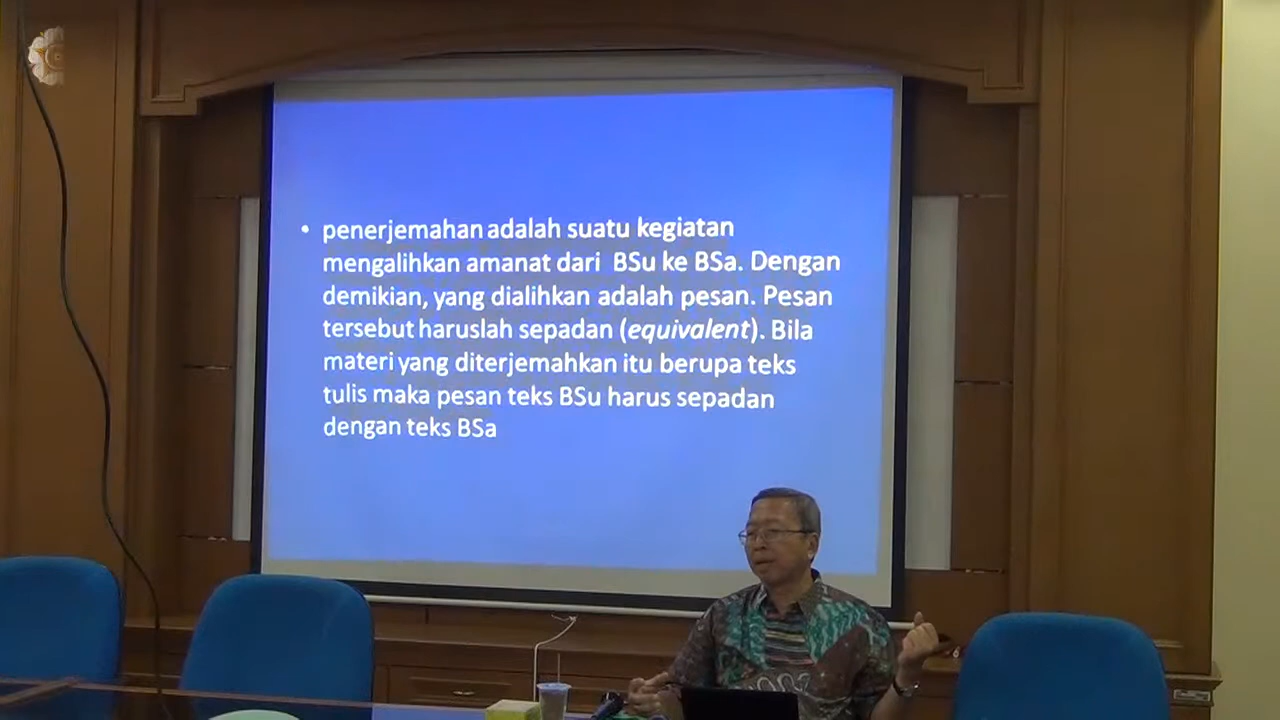 • penerjemahan adalah suatu kegiatan
mengalihkan amanat dari BSu ke BSa. Dengan
demikian, yang dialihkan adalah pesan. Pesan
tersebut haruslah sepadan (equivalent). Bila
materi yang diterjemahkan itu berupa teks
tulis maka pesan teks BSu harus sepadan
dengan teks BSa